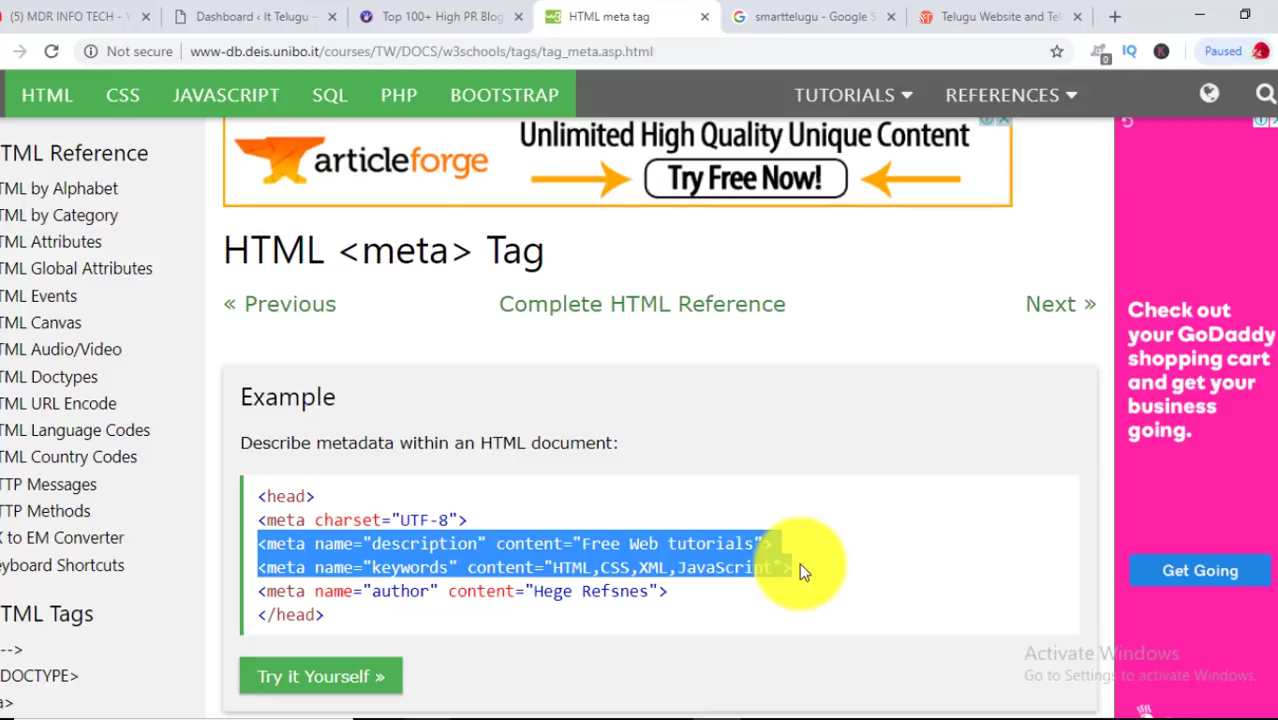 (0) MDR INFO TECH - Y
Dashboard ‹ It Telugu —
Top 100+ High PR Blog
HTML meta tag
smarttelugu - Google S
Telugu Website and Tel
Not secure
www-db.deis.unibo.it/courses/TW/DOCS/w3schools/tags/tag_meta.asp.html
0
IQ
K
Paused
HTML
CSS
JAVASCRIPT
SQL
PHP
BOOTSTRAP
TUTORIALS
REFERENCES
articleforge
Unlimited High Quality Unique Content
Try Free Now!
TML Reference
TML by Alphabet
TML by Category
TML Attributes
TML Global Attributes
TML Events
TML Canvas
TML Audio/Video
TML Doctypes
TML URL Encode
TML Language Codes
TML Country Codes
TTP Messages
TTP Methods
X to EM Converter
eyboard Shortcuts
TML Tags
-->
DOCTYPE>
a>
HTML <meta> Tag
« Previous
Complete HTML Reference
Next »
Example
Describe metadata within an HTML document:
<head>
<meta charset="UTF-8">
<meta name="description" content="Free Web tutorials">
<meta name="keywords" content="HTML,CSS,XML,JavaScript">
<meta name="author" content="Hege Refsnes">
</head>
Try it Yourself »
Check out
your GoDaddy
shopping cart
and get your
business
going.
Get Going
Activate Windows
Go to Settings to activate Windows.